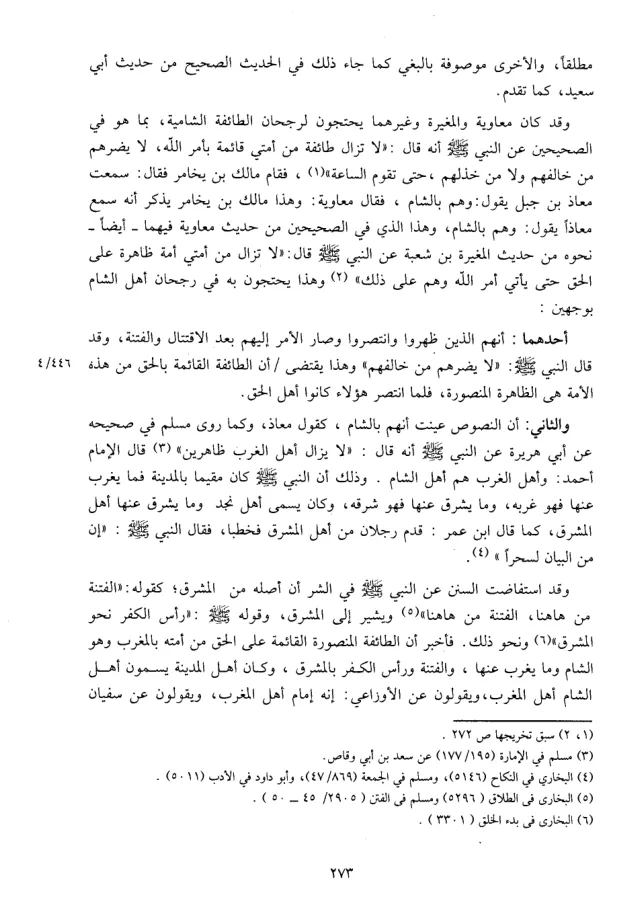 مطلقاً، والأخرى موصوفة بالبغي كما جاء ذلك في الحديث الصحيح من حديث أبي
سعيد، كما تقدم.
وقد كان معاوية والمغيرة وغيرهما يحتجون لرجحان الطائفة الشامية، بما هو في
الصحيحين عن النبي ﷺ أنه قال :«لا تزال طائفة من أمتي قائمة بأمر الله، لا يضرهم
من خالفهم ولا من خذلهم ،حتى تقوم الساعة»(١) ، فقام مالك بن يخامر فقال: سمعت
معاذ بن جبل يقول:وهم بالشام ، فقال معاوية: وهذا مالك بن يخامر يذكر أنه سمع
معاذاً يقول: وهم بالشام، وهذا الذي في الصحيحين من حديث معاوية فيهما ـ أيضاً ـ
نحوه من حديث المغيرة بن شعبة عن النبي ﷺ قال:«لا تزال من أمتي أمة ظاهرة على
الحق حتى يأتي أمر الله وهم على ذلك» (٢) وهذا يحتجون به في رجحان أهل الشام
بوجهين :
أحدهما : أنهم الذين ظهروا وانتصروا وصار الأمر إليهم بعد الاقتتال والفتنة، وقد
قال النبي ﷺ: «لا يضرهم من خالفهم» وهذا يقتضى / أن الطائفة القائمة بالحق من هذه ٤/٤٤٦
الأمة هى الظاهرة المنصورة، فلما انتصر هؤلاء كانوا أهل الحق.
والثاني: أن النصوص عينت أنهم بالشام ، كقول معاذ، وكما روى مسلم في صحيحه
عن أبي هريرة عن النبي ﷺ أنه قال : «لا يزال أهل الغرب ظاهرين» (٣) قال الإمام
أحمد: وأهل الغرب هم أهل الشام . وذلك أن النبي ﷺ كان مقيما بالمدينة فما يغرب
عنها فهو غربه، وما يشرق عنها فهو شرقه، وكان يسمى أهل نجد وما يشرق عنها أهل
المشرق، كما قال ابن عمر : قدم رجلان من أهل المشرق فخطبا، فقال النبي ﷺ : «إن
من البيان لسحراً » (٤).
وقد استفاضت السنن عن النبي ﷺ في الشر أن أصله من المشرق؛ كقوله:«الفتنة
من هاهنا، الفتنة من هاهنا»(٥) ويشير إلى المشرق، وقوله ﷺ :«رأس الكفر نحو
المشرق»(٦) ونحو ذلك. فأخبر أن الطائفة المنصورة القائمة على الحق من أمته بالمغرب وهو
الشام وما يغرب عنها ، والفتنة ورأس الكفر بالمشرق ، وكان أهل المدينة يسمون أهل
الشام أهل المغرب،ويقولون عن الأوزاعي: إنه إمام أهل المغرب، ويقولون عن سفيان
(١، ٢) سبق تخريجها ص ٢٧٢ .
(٣) مسلم في الإمارة (١٧٧/١٩٥) عن سعد بن أبي وقاص.
(٤) البخاري في النكاح (٥١٤٦)، ومسلم في الجمعة (٤٧/٨٦٩)، وأبو داود في الأدب (٥٠١١) .
(٥) البخارى فى الطلاق ( ٥٢٩٦) ومسلم فى الفتن ( ٢٩٠٥/ ٤٥ ــ ٥٠ ) .
(٦) البخارى فى بدء الخلق ( ٣٣٠١ ) .
٢٧٣